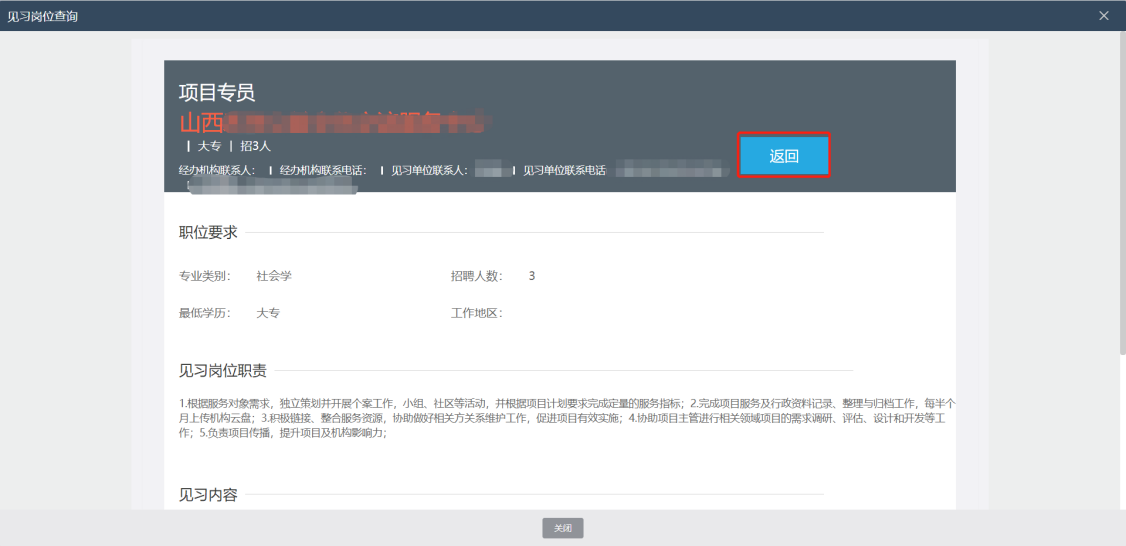 见习岗位查询
项目专员
山西
大专 | 招3人
返回
经办机构联系人： | 经办机构联系电话： | 见习单位联系人： | 见习单位联系电话
职位要求
专业类别： 社会学 招聘人数： 3
最低学历： 大专 工作地区：
见习岗位职责
1.根据服务对象需求，独立策划并开展个案工作，小组、社区等活动，并根据项目计划要求完成定量的服务指标；2.完成项目服务及行政资料记录、整理与归档工作，每半个
月上传机构云盘；3.积极链接、整合服务资源，协助做好相关方关系维护工作，促进项目有效实施；4.协助项目主管进行相关领域项目的需求调研、评估、设计和开发等工
作；5.负责项目传播，提升项目及机构影响力；
见习内容
关闭